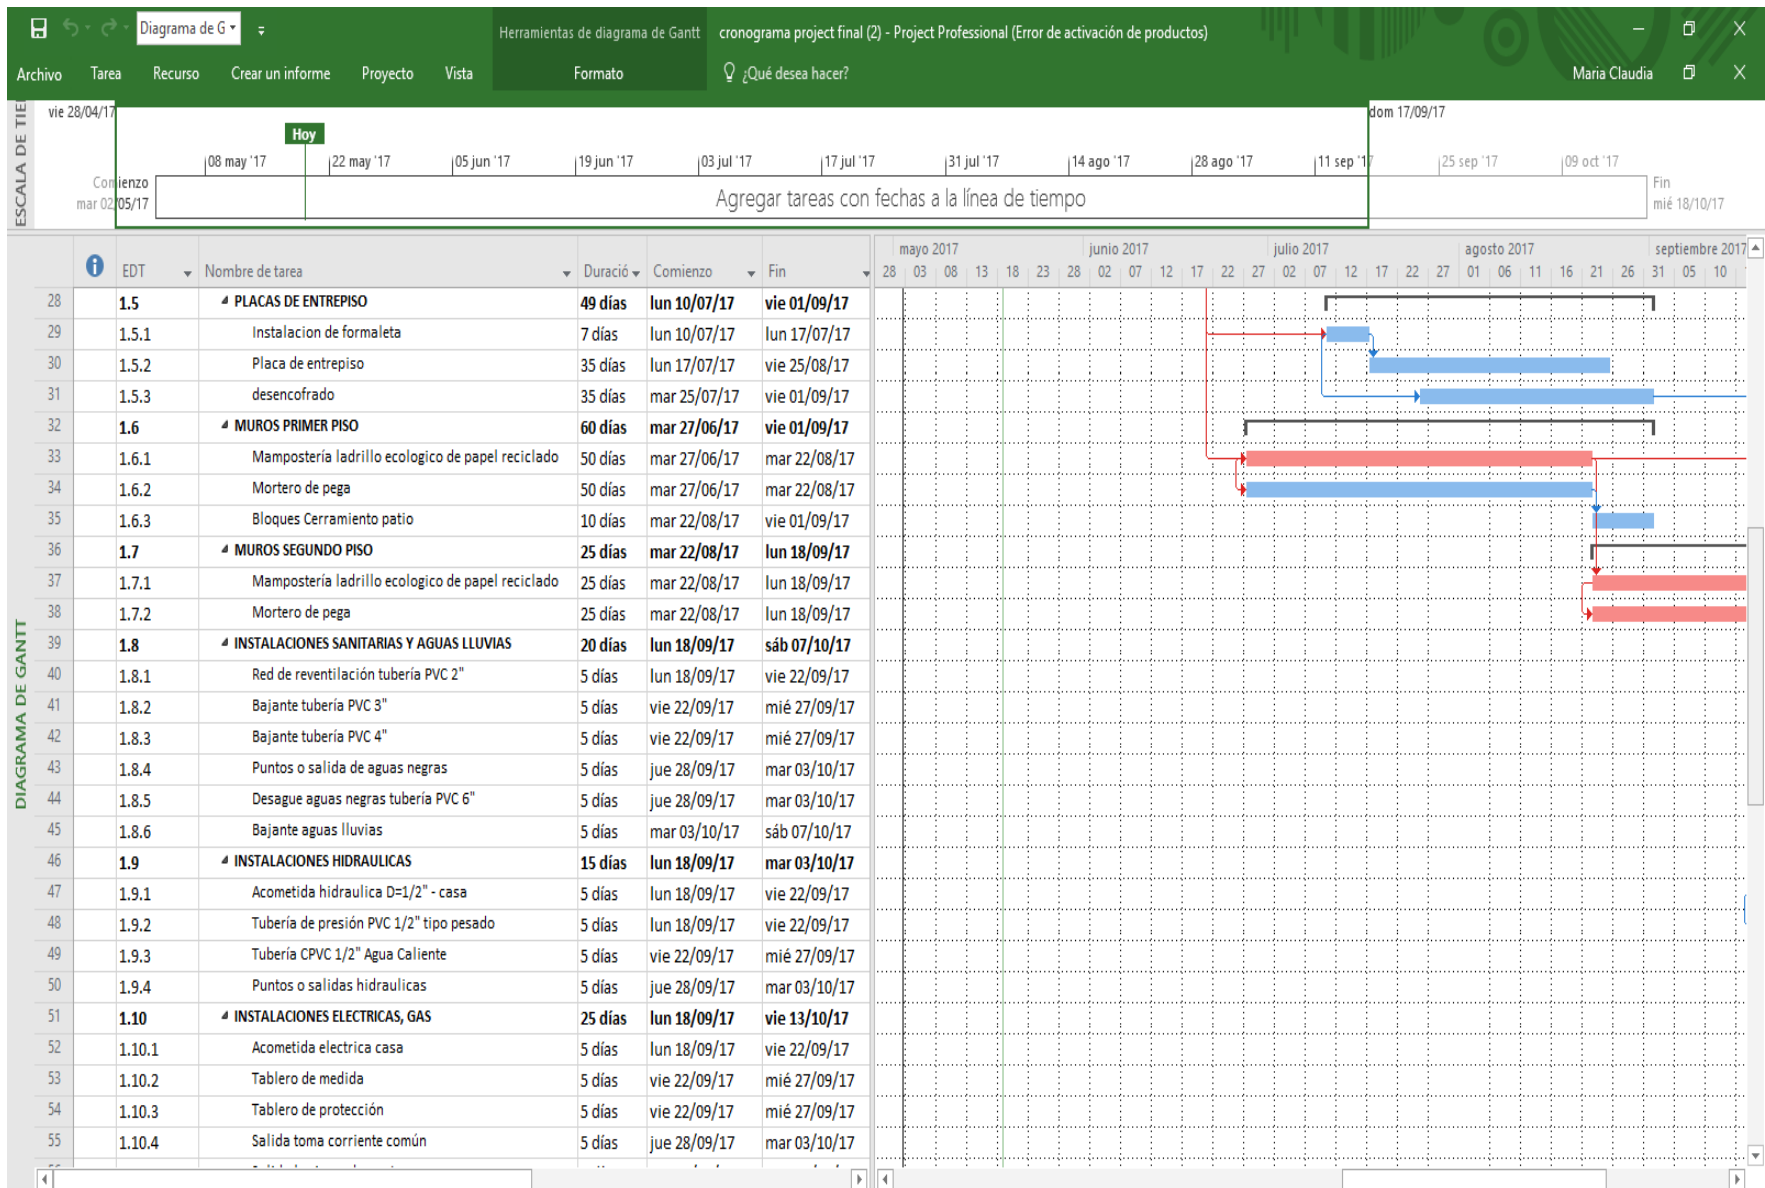 Diagrama de G
Herramientas de diagrama de Gantt
cronograma project final (2) - Project Professional (Error de activación de productos)
Archivo Tarea Recurso Crear un informe Proyecto Vista Formato ¿Qué desea hacer? Maria Claudia
vie 28/04/17 dom 17/09/17
Hoy
08 may '17 22 may '17 05 jun '17 19 jun '17 03 jul '17 17 jul '17 31 jul '17 14 ago '17 28 ago '17 11 sep '17 25 sep '17 09 oct '17
Comienzo
mar 02/05/17
Agregar tareas con fechas a la línea de tiempo
Fin
mié 18/10/17
ESCALA DE TIE
DIAGRAMA DE GANTT
mayo 2017 junio 2017 julio 2017 agosto 2017 septiembre 2017
EDT Nombre de tarea Duració Comienzo Fin
28 03 08 13 18 23 28 02 07 12 17 22 27 02 07 12 17 22 27 01 06 11 16 21 26 31 05 10
28 1.5 PLACAS DE ENTREPISO 49 días lun 10/07/17 vie 01/09/17
29 1.5.1 Instalacion de formaleta 7 días lun 10/07/17 lun 17/07/17
30 1.5.2 Placa de entrepiso 35 días lun 17/07/17 vie 25/08/17
31 1.5.3 desencofrado 35 días mar 25/07/17 vie 01/09/17
32 1.6 MUROS PRIMER PISO 60 días mar 27/06/17 vie 01/09/17
33 1.6.1 Mampostería ladrillo ecologico de papel reciclado 50 días mar 27/06/17 mar 22/08/17
34 1.6.2 Mortero de pega 50 días mar 27/06/17 mar 22/08/17
35 1.6.3 Bloques Cerramiento patio 10 días mar 22/08/17 vie 01/09/17
36 1.7 MUROS SEGUNDO PISO 25 días mar 22/08/17 lun 18/09/17
37 1.7.1 Mampostería ladrillo ecologico de papel reciclado 25 días mar 22/08/17 lun 18/09/17
38 1.7.2 Mortero de pega 25 días mar 22/08/17 lun 18/09/17
39 1.8 INSTALACIONES SANITARIAS Y AGUAS LLUVIAS 20 días lun 18/09/17 sáb 07/10/17
40 1.8.1 Red de reventilación tubería PVC 2" 5 días lun 18/09/17 vie 22/09/17
41 1.8.2 Bajante tubería PVC 3" 5 días vie 22/09/17 mié 27/09/17
42 1.8.3 Bajante tubería PVC 4" 5 días vie 22/09/17 mié 27/09/17
43 1.8.4 Puntos o salida de aguas negras 5 días jue 28/09/17 mar 03/10/17
44 1.8.5 Desague aguas negras tubería PVC 6" 5 días jue 28/09/17 mar 03/10/17
45 1.8.6 Bajante aguas lluvias 5 días mar 03/10/17 sáb 07/10/17
46 1.9 INSTALACIONES HIDRAULICAS 15 días lun 18/09/17 mar 03/10/17
47 1.9.1 Acometida hidraulica D=1/2" - casa 5 días lun 18/09/17 vie 22/09/17
48 1.9.2 Tubería de presión PVC 1/2" tipo pesado 5 días lun 18/09/17 vie 22/09/17
49 1.9.3 Tubería CPVC 1/2" Agua Caliente 5 días vie 22/09/17 mié 27/09/17
50 1.9.4 Puntos o salidas hidraulicas 5 días jue 28/09/17 mar 03/10/17
51 1.10 INSTALACIONES ELECTRICAS, GAS 25 días lun 18/09/17 vie 13/10/17
52 1.10.1 Acometida electrica casa 5 días lun 18/09/17 vie 22/09/17
53 1.10.2 Tablero de medida 5 días vie 22/09/17 mié 27/09/17
54 1.10.3 Tablero de protección 5 días vie 22/09/17 mié 27/09/17
55 1.10.4 Salida toma corriente común 5 días jue 28/09/17 mar 03/10/17